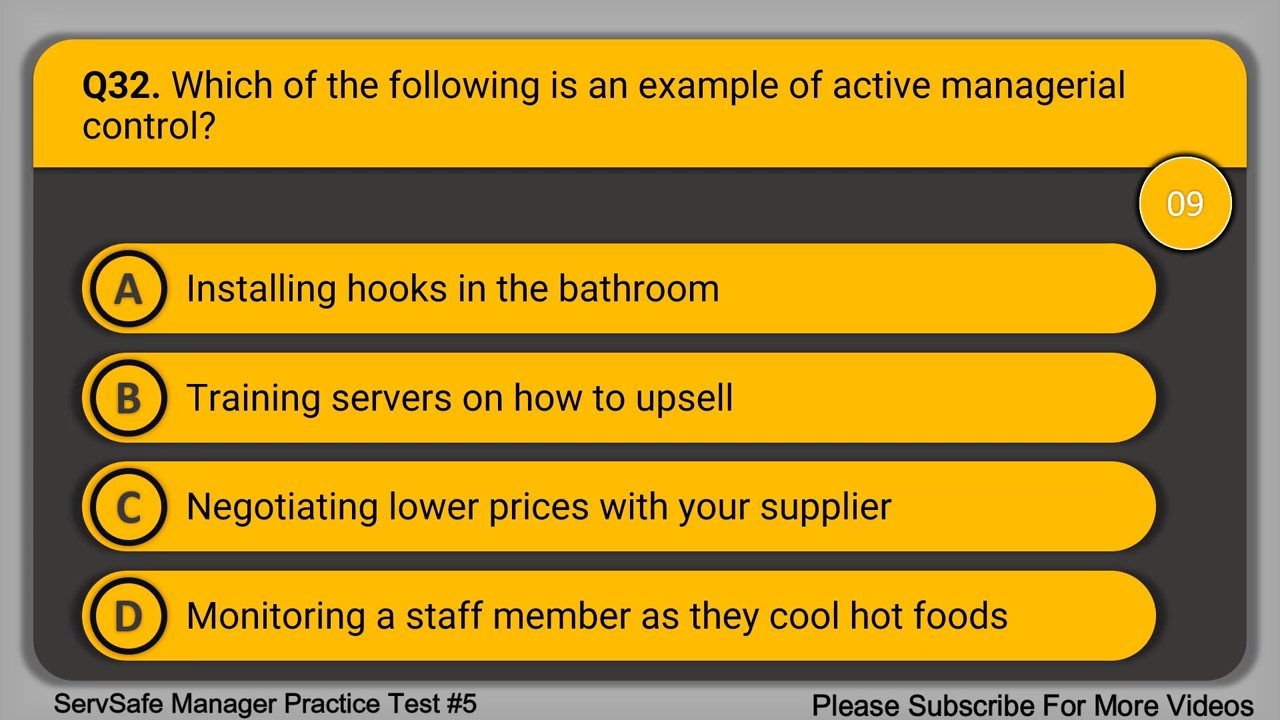 Q32. Which of the following is an example of active managerial
control?
09
A Installing hooks in the bathroom
B Training servers on how to upsell
C Negotiating lower prices with your supplier
D Monitoring a staff member as they cool hot foods
ServSafe Manager Practice Test #5
Please Subscribe For More Videos